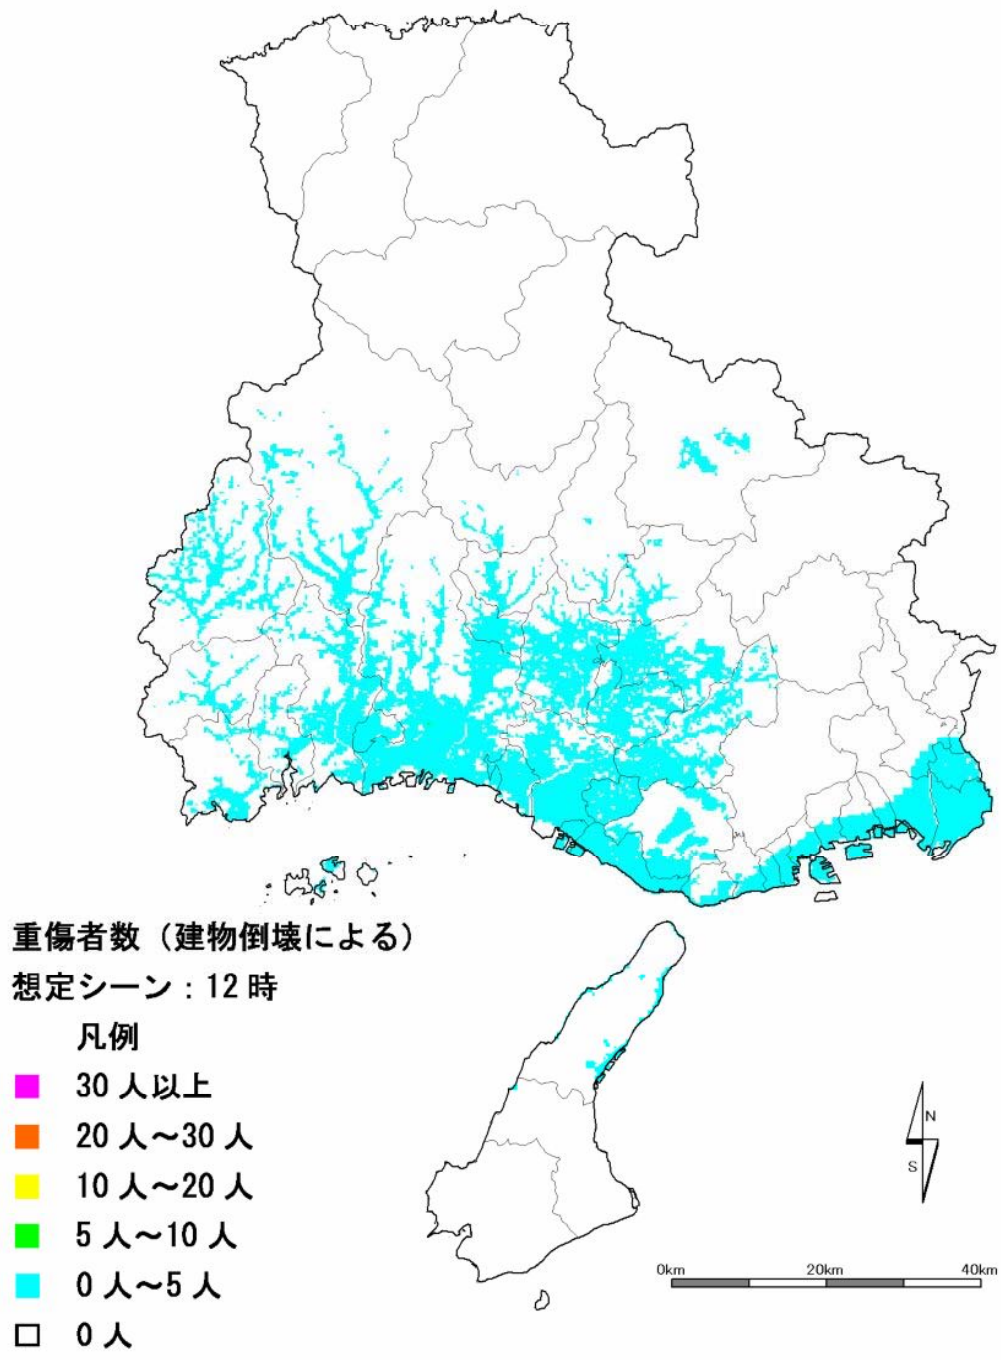 重傷者数（建物倒壊による）
想定シーン：12時
凡例
30人以上
20人～30人
10人～20人
5人～10人
0人～5人
0人
N
S
0km 20km 40km